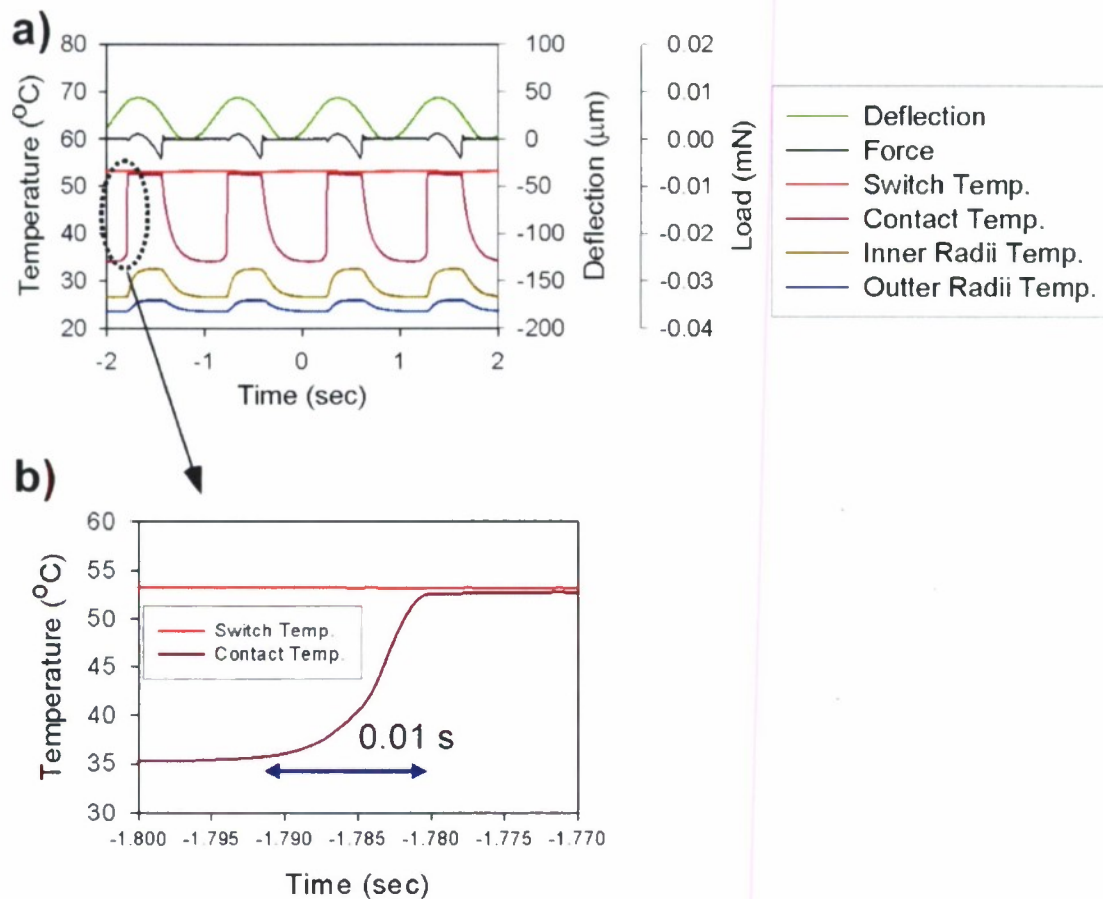 a)
80
70
60
50
40
30
20
Temperature (°C)
-2
-1
0
1
2
Time (sec)
100
50
0
-50
-100
-150
-200
Deflection (μm)
0.02
0.01
0.00
-0.01
-0.02
-0.03
-0.04
Load (mN)
Deflection
Force
Switch Temp.
Contact Temp.
Inner Radii Temp.
Outter Radii Temp.
b)
60
55
50
45
40
35
30
Temperature (°C)
Switch Temp.
Contact Temp.
0.01 s
-1.800
-1.795
-1.790
-1.785
-1.780
-1.775
-1.770
Time (sec)